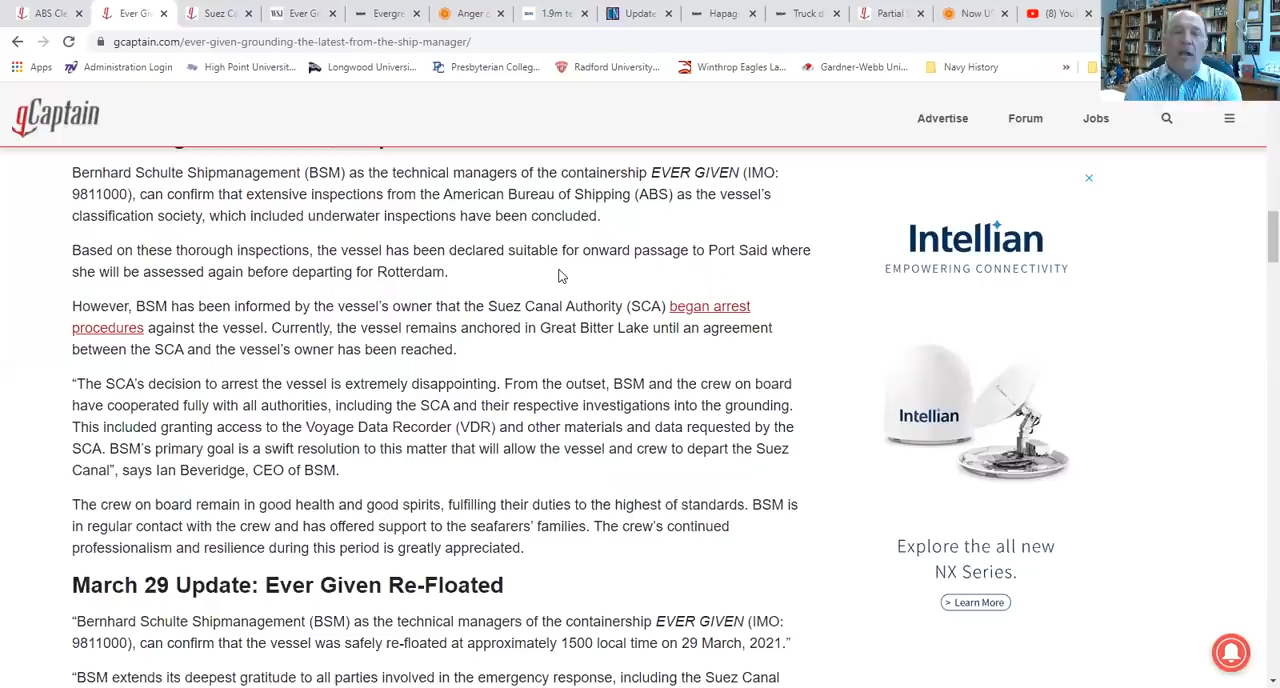 ABS Cle
Ever Giv
Suez Ca
WSJ Ever Gi
Evergre
Anger g
1.9m te
Update
Hapag
Truck d
Partial S
Now U
(8) You
gcaptain.com/ever-given-grounding-the-latest-from-the-ship-manager/
Apps
Administration Login
High Point Universit...
Longwood Universi...
Presbyterian Colleg...
Radford University...
Winthrop Eagles La...
Gardner-Webb Uni...
Navy History
»
gCaptain
Advertise
Forum
Jobs
Bernhard Schulte Shipmanagement (BSM) as the technical managers of the containership EVER GIVEN (IMO:
9811000), can confirm that extensive inspections from the American Bureau of Shipping (ABS) as the vessel's
classification society, which included underwater inspections have been concluded.
Based on these thorough inspections, the vessel has been declared suitable for onward passage to Port Said where
she will be assessed again before departing for Rotterdam.
However, BSM has been informed by the vessel's owner that the Suez Canal Authority (SCA) began arrest
procedures against the vessel. Currently, the vessel remains anchored in Great Bitter Lake until an agreement
between the SCA and the vessel's owner has been reached.
“The SCA's decision to arrest the vessel is extremely disappointing. From the outset, BSM and the crew on board
have cooperated fully with all authorities, including the SCA and their respective investigations into the grounding.
This included granting access to the Voyage Data Recorder (VDR) and other materials and data requested by the
SCA. BSM's primary goal is a swift resolution to this matter that will allow the vessel and crew to depart the Suez
Canal”, says Ian Beveridge, CEO of BSM.
The crew on board remain in good health and good spirits, fulfilling their duties to the highest of standards. BSM is
in regular contact with the crew and has offered support to the seafarers' families. The crew's continued
professionalism and resilience during this period is greatly appreciated.
March 29 Update: Ever Given Re-Floated
“Bernhard Schulte Shipmanagement (BSM) as the technical managers of the containership EVER GIVEN (IMO:
9811000), can confirm that the vessel was safely re-floated at approximately 1500 local time on 29 March, 2021.”
“BSM extends its deepest gratitude to all parties involved in the emergency response, including the Suez Canal
Intellian
EMPOWERING CONNECTIVITY
Intellian
Explore the all new
NX Series.
> Learn More